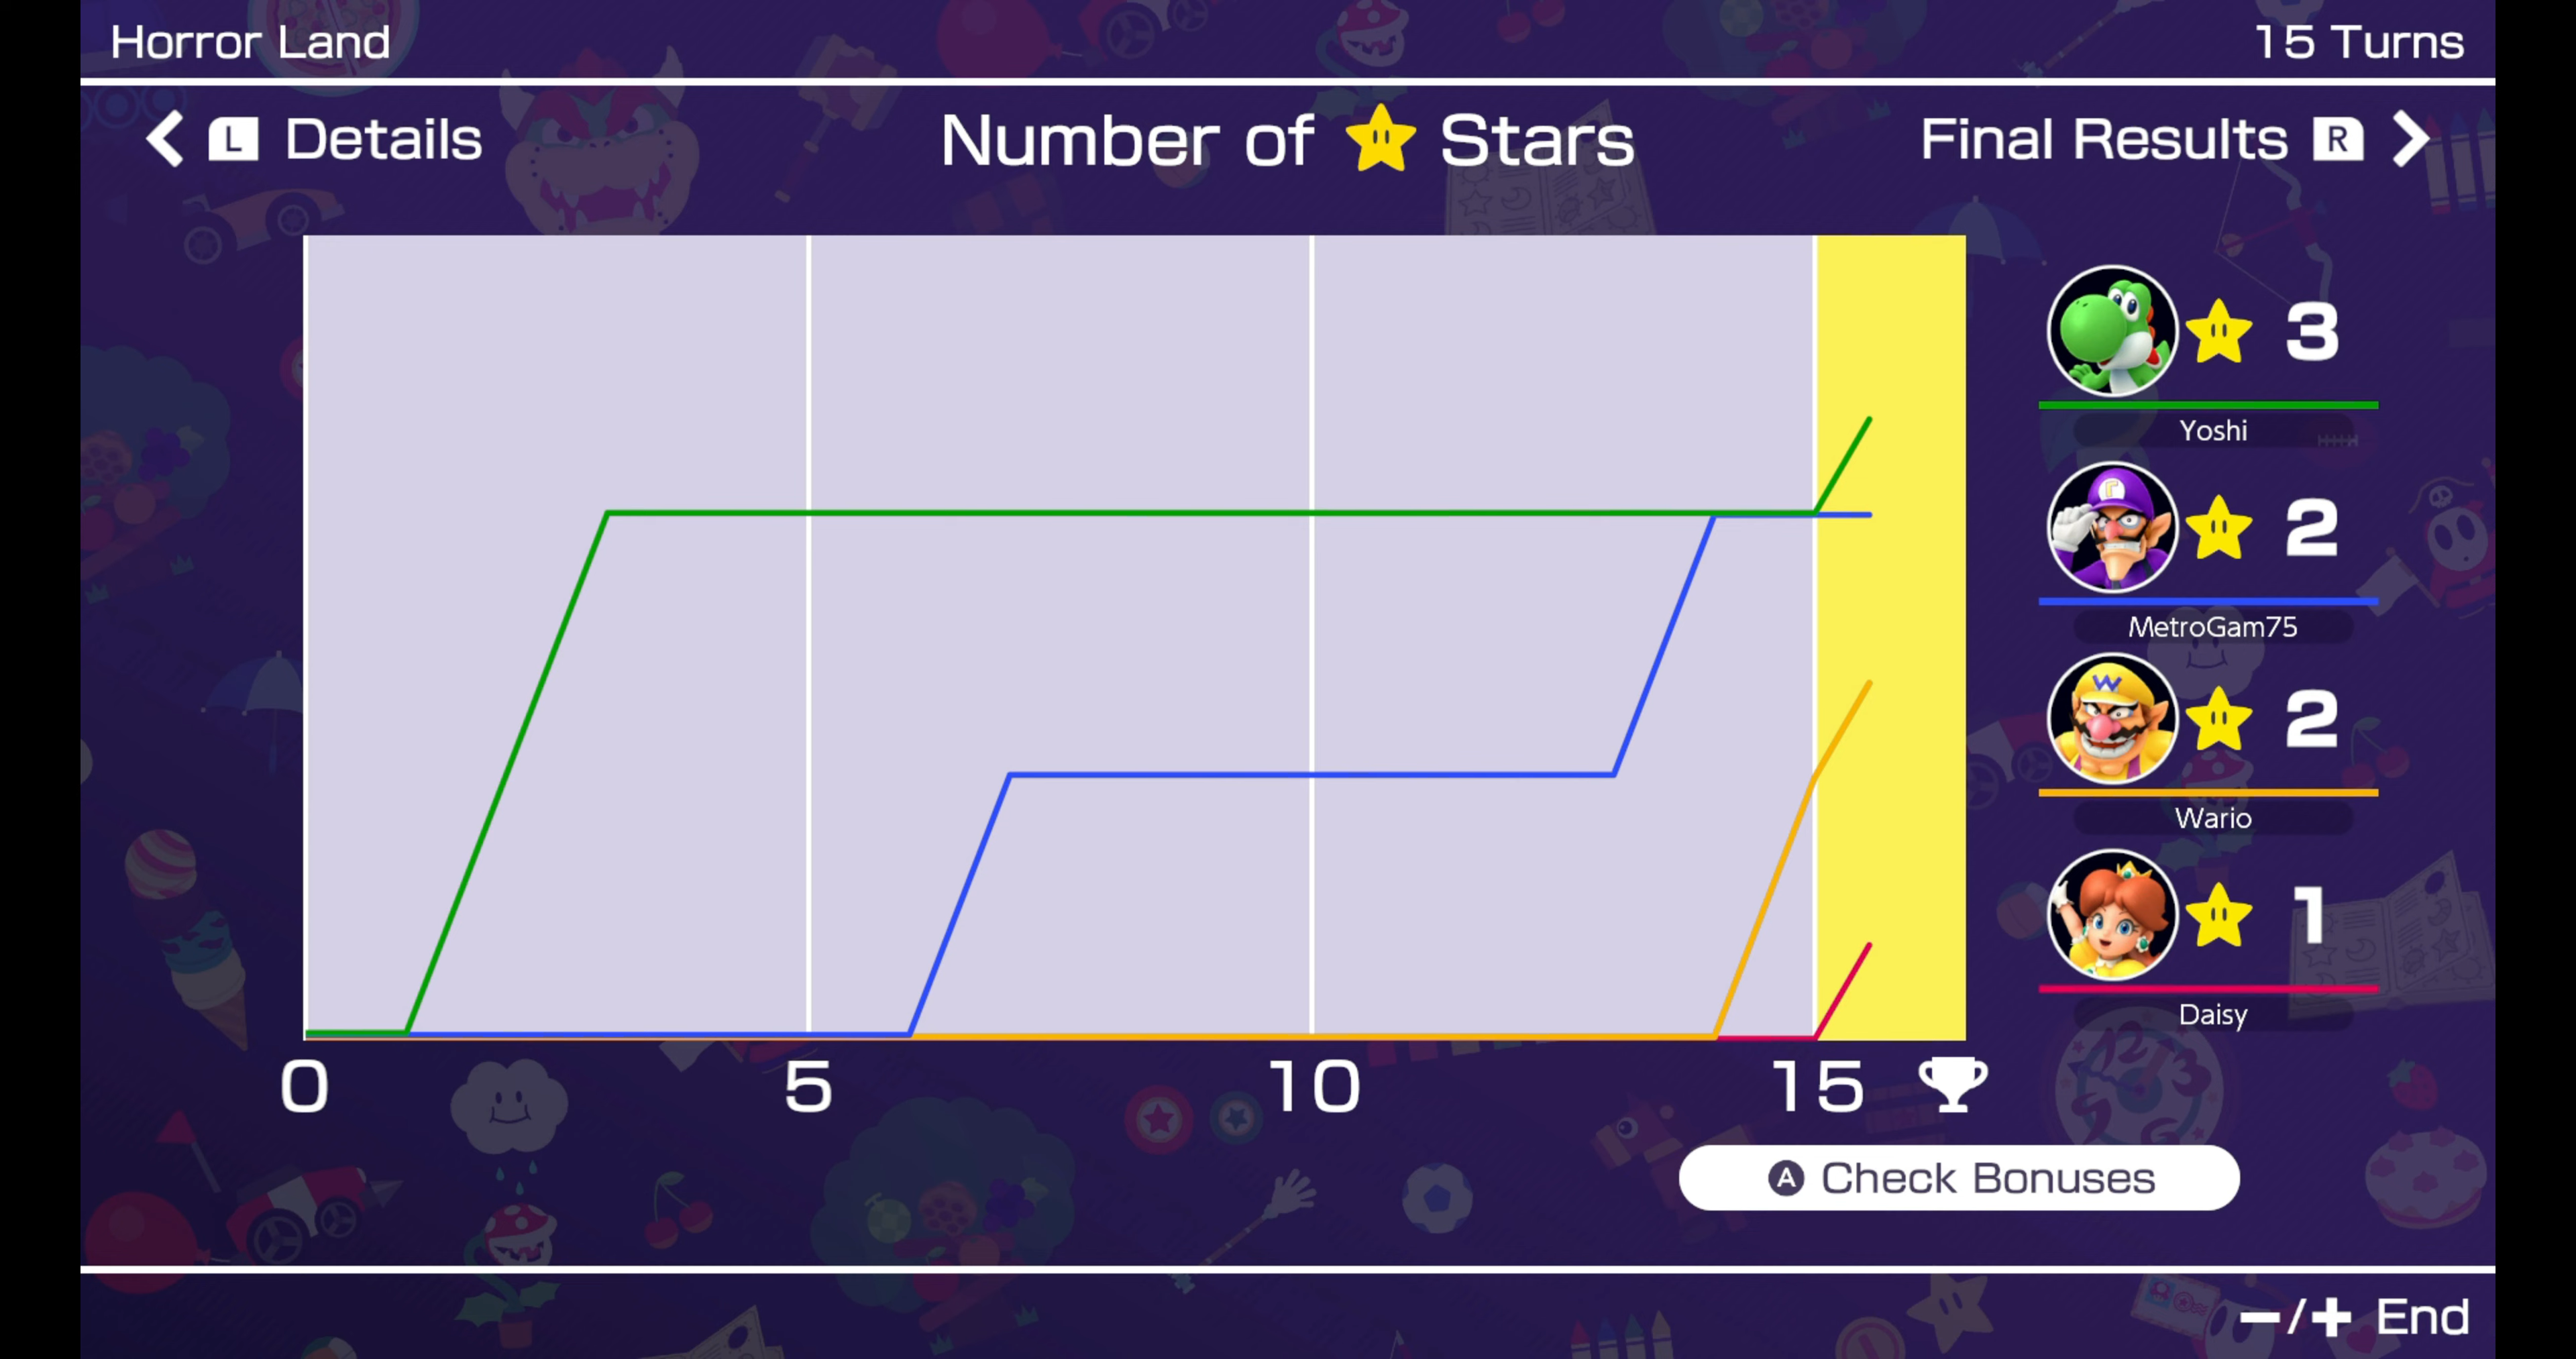 Horror Land
15 Turns
L Details
Number of Stars
Final Results R
3
Yoshi
2
MetroGam75
2
Wario
1
Daisy
0 5 10 15
A Check Bonuses
-/+ End